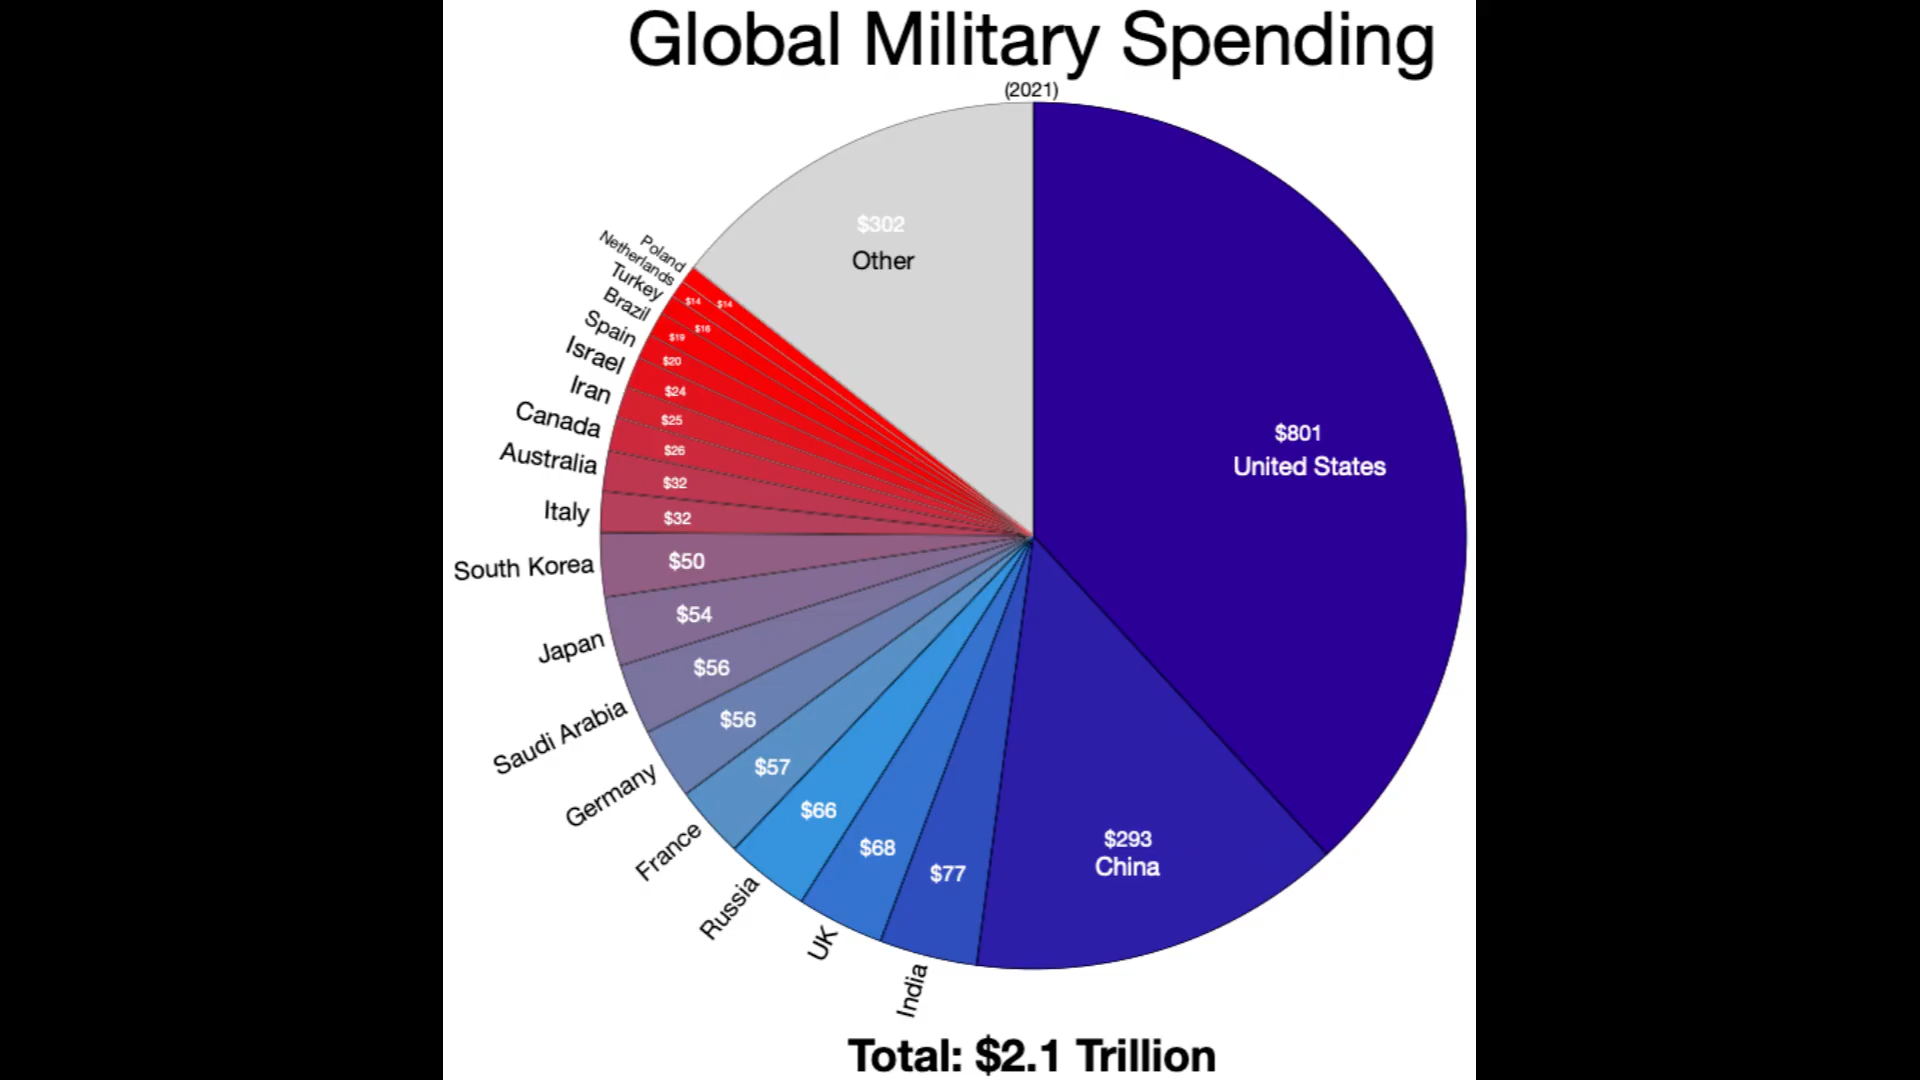 Global Military Spending
(2021)
$801
United States
$293
China
$77
India
$68
UK
$66
Russia
$57
France
$56
Germany
$56
Saudi Arabia
$54
Japan
$50
South Korea
$32
Italy
$32
Australia
$26
Canada
$25
Iran
$24
Israel
$20
Spain
$19
Brazil
$16
Turkey
$14
Netherlands
$14
Poland
$302
Other
Total: $2.1 Trillion